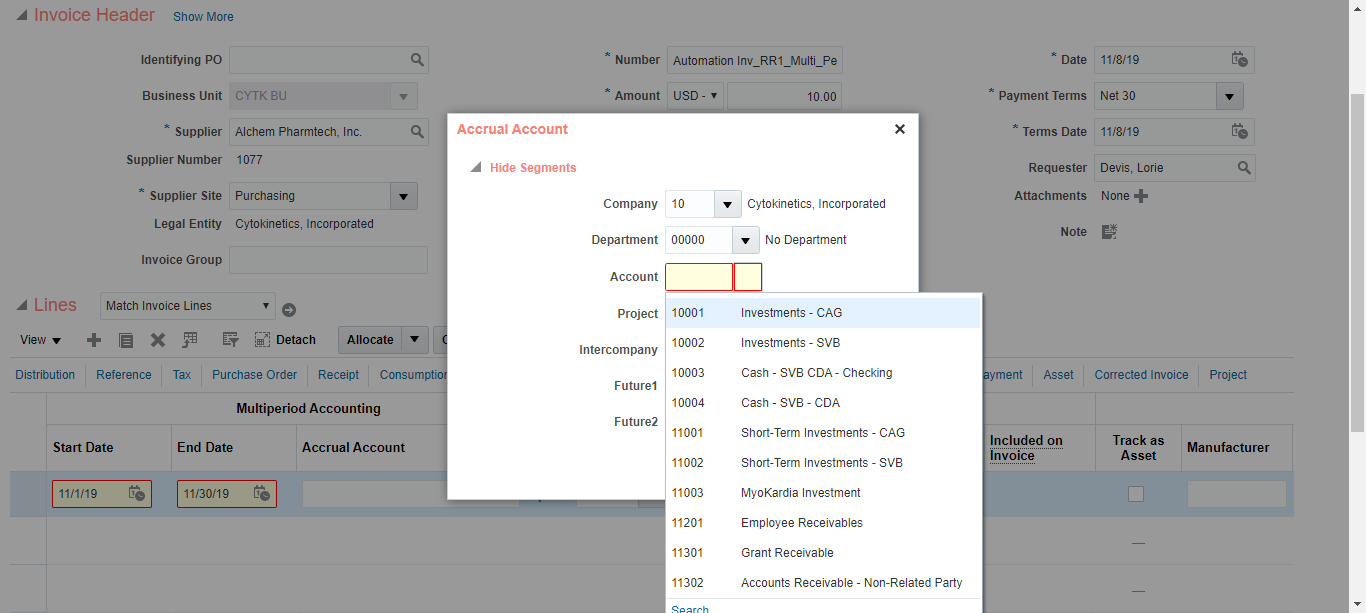 Invoice Header Show More
Identifying PO
* Number Automation Inv_RR1_Multi_Pe
* Date 11/8/19
Business Unit CYTK BU
* Amount USD - 10.00
* Payment Terms Net 30
* Supplier Alchem Pharmtech, Inc.
* Terms Date 11/8/19
Supplier Number 1077
Requester Devis, Lorie
* Supplier Site Purchasing
Attachments None
Legal Entity Cytokinetics, Incorporated
Note
Invoice Group
Accrual Account
Hide Segments
Company 10 Cytokinetics, Incorporated
Department 00000 No Department
Account
Project
Intercompany
Future1
Future2
10001 Investments - CAG
10002 Investments - SVB
10003 Cash - SVB CDA - Checking
10004 Cash - SVB - CDA
11001 Short-Term Investments - CAG
11002 Short-Term Investments - SVB
11003 MyoKardia Investment
11201 Employee Receivables
11301 Grant Receivable
11302 Accounts Receivable - Non-Related Party
Search
Lines Match Invoice Lines
View Detach Allocate
Distribution Reference Tax Purchase Order Receipt Consumption ayment Asset Corrected Invoice Project
Multiperiod Accounting
Start Date End Date Accrual Account
Included on
Invoice
Track as
Asset
Manufacturer
11/1/19 11/30/19